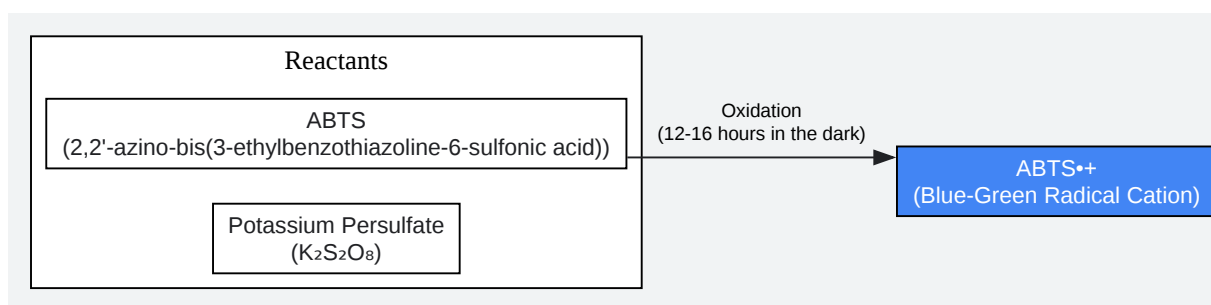 Reactants
ABTS
(2,2'-azino-bis(3-ethylbenzothiazoline-6-sulfonic acid))
Potassium Persulfate
(K₂S₂O₈)
Oxidation
(12-16 hours in the dark)
ABTS•+
(Blue-Green Radical Cation)